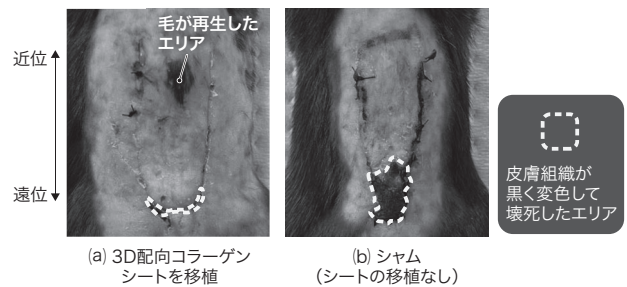 毛が再生した
エリア
近位
遠位
皮膚組織が
黒く変色して
壊死したエリア
(a) 3D配向コラーゲン
シートを移植
(b) シャム
(シートの移植なし)